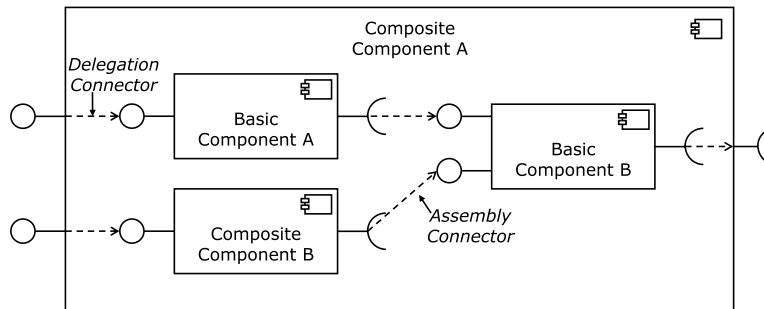 Composite
Component A
Delegation
Connector
Basic
Component A
Basic
Component B
Composite
Component B
Assembly
Connector